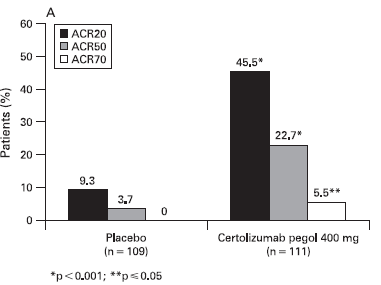 A
60
50
40
30
20
10
0
Patients (%)
ACR20
ACR50
ACR70
9.3
3.7
0
45.5*
22.7*
5.5**
Placebo
(n = 109)
Certolizumab pegol 400 mg
(n = 111)
*p<0.001; **p≤0.05